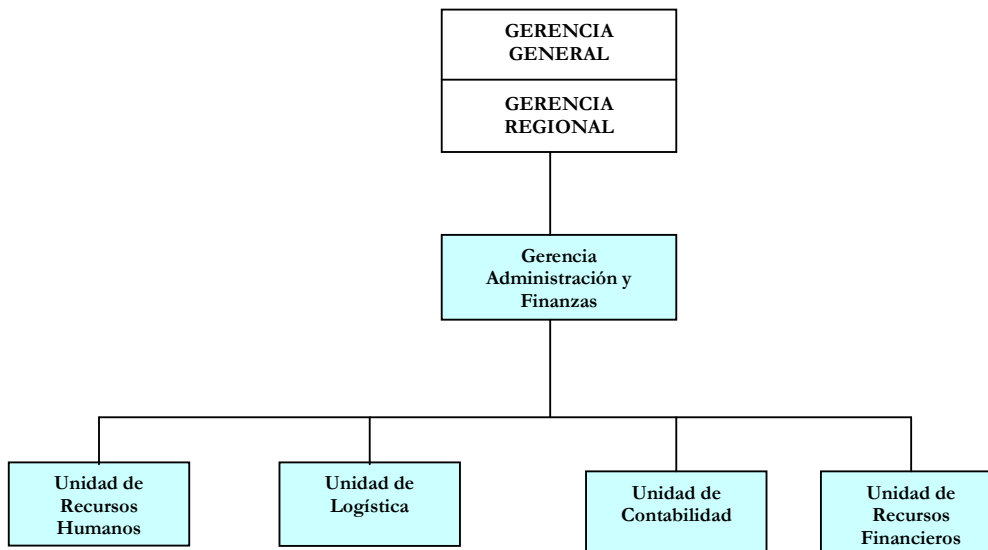 GERENCIA
GENERAL
GERENCIA
REGIONAL
Gerencia
Administración y
Finanzas
Unidad de
Recursos
Humanos
Unidad de
Logística
Unidad de
Contabilidad
Unidad de
Recursos
Financieros